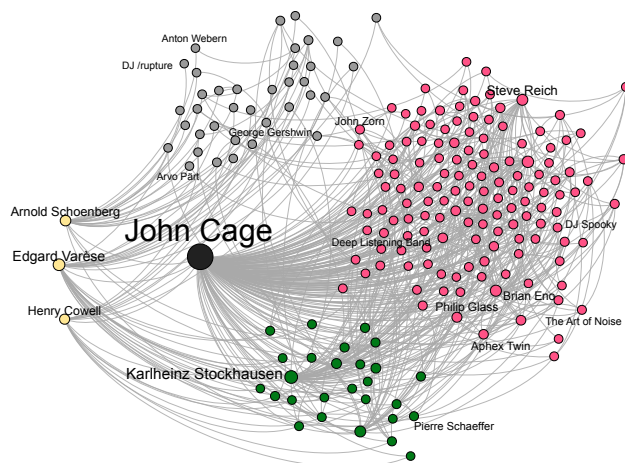 Anton Webern
DJ /rupture
Steve Reich
John Zorn
George Gershwin
Arvo Pärt
Arnold Schoenberg
John Cage
DJ Spooky
Deep Listening Band
Edgard Varèse
Brian Eno
Henry Cowell
Philip Glass
The Art of Noise
Aphex Twin
Karlheinz Stockhausen
Pierre Schaeffer